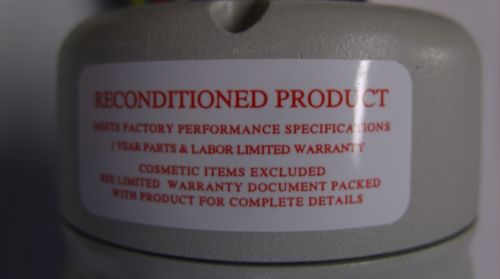 RECONDITIONED PRODUCT
MEETS FACTORY PERFORMANCE SPECIFICATIONS
1 YEAR PARTS & LABOR LIMITED WARRANTY
COSMETIC ITEMS EXCLUDED
SEE LIMITED WARRANTY DOCUMENT PACKED
WITH PRODUCT FOR COMPLETE DETAILS